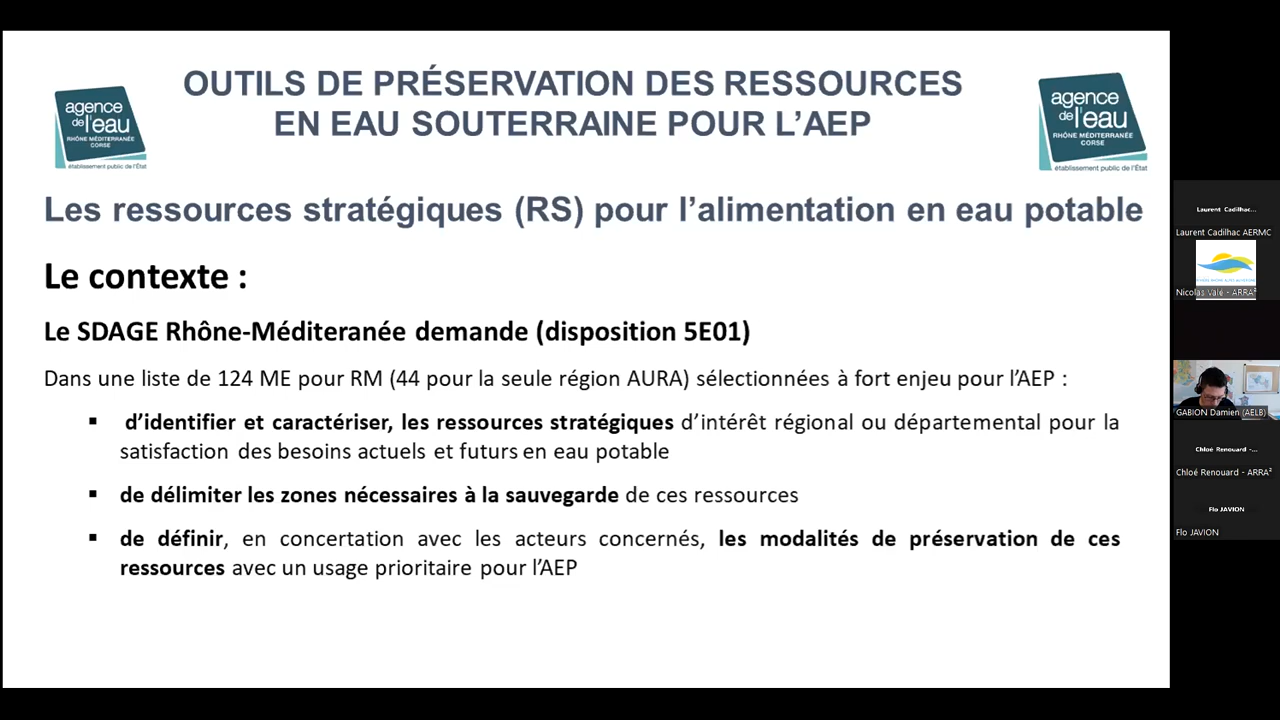 OUTILS DE PRÉSERVATION DES RESSOURCES
EN EAU SOUTERRAINE POUR L'AEP
agence
de l'eau
RHÔNE MÉDITERRANÉE
CORSE
établissement public de l'État
agence
de l'eau
RHÔNE MÉDITERRANÉE
CORSE
établissement public de l'État
Les ressources stratégiques (RS) pour l'alimentation en eau potable
Le contexte :
Le SDAGE Rhône-Méditeranée demande (disposition 5E01)
Dans une liste de 124 ME pour RM (44 pour la seule région AURA) sélectionnées à fort enjeu pour l'AEP :
▪ d'identifier et caractériser, les ressources stratégiques d'intérêt régional ou départemental pour la
satisfaction des besoins actuels et futurs en eau potable
▪ de délimiter les zones nécessaires à la sauvegarde de ces ressources
▪ de définir, en concertation avec les acteurs concernés, les modalités de préservation de ces
ressources avec un usage prioritaire pour l'AEP
Laurent Cadilhac...
Laurent Cadilhac AERMC
Nicolas Valé - ARRA²
GABION Damien (AELB)
Chloé Renouard -...
Chloé Renouard - ARRA²
Flo JAVION
Flo JAVION